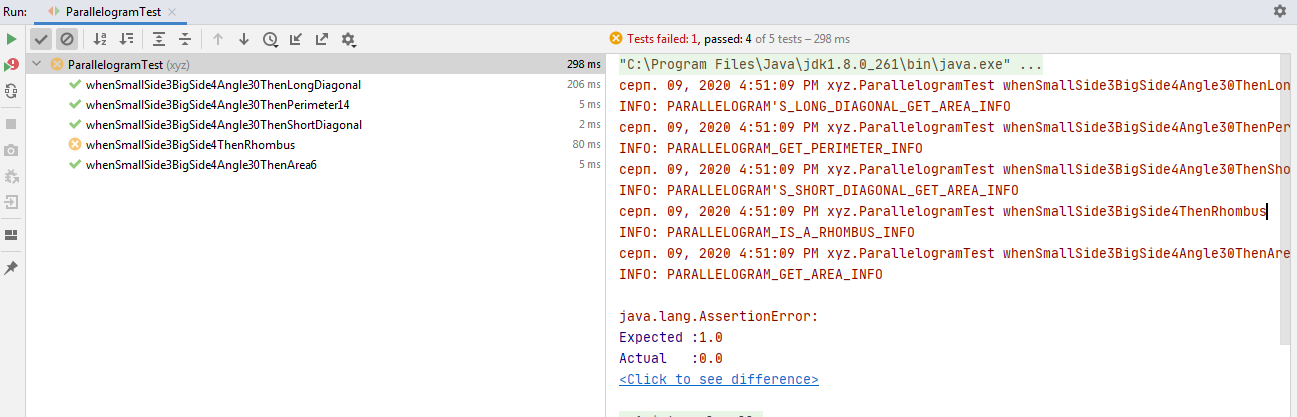 Run: ParallelogramTest
Tests failed: 1, passed: 4 of 5 tests – 298 ms
ParallelogramTest (xyz) 298 ms
whenSmallSide3BigSide4Angle30ThenLongDiagonal 206 ms
whenSmallSide3BigSide4Angle30ThenPerimeter14 5 ms
whenSmallSide3BigSide4Angle30ThenShortDiagonal 2 ms
whenSmallSide3BigSide4ThenRhombus 80 ms
whenSmallSide3BigSide4Angle30ThenArea6 5 ms
"C:\Program Files\Java\jdk1.8.0_261\bin\java.exe" ...
серп. 09, 2020 4:51:09 PM xyz.ParallelogramTest whenSmallSide3BigSide4Angle30ThenLon
INFO: PARALLELOGRAM'S_LONG_DIAGONAL_GET_AREA_INFO
серп. 09, 2020 4:51:09 PM xyz.ParallelogramTest whenSmallSide3BigSide4Angle30ThenPer
INFO: PARALLELOGRAM_GET_PERIMETER_INFO
серп. 09, 2020 4:51:09 PM xyz.ParallelogramTest whenSmallSide3BigSide4Angle30ThenSho
INFO: PARALLELOGRAM'S_SHORT_DIAGONAL_GET_AREA_INFO
серп. 09, 2020 4:51:09 PM xyz.ParallelogramTest whenSmallSide3BigSide4ThenRhombus
INFO: PARALLELOGRAM_IS_A_RHOMBUS_INFO
серп. 09, 2020 4:51:09 PM xyz.ParallelogramTest whenSmallSide3BigSide4Angle30ThenAre
INFO: PARALLELOGRAM_GET_AREA_INFO
java.lang.AssertionError:
Expected :1.0
Actual :0.0
<Click to see difference>